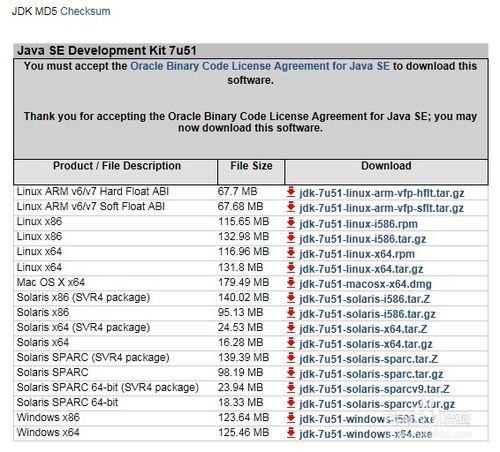 JDK MD5 Checksum
Java SE Development Kit 7u51
You must accept the Oracle Binary Code License Agreement for Java SE to download this
software.
Thank you for accepting the Oracle Binary Code License Agreement for Java SE; you may
now download this software.
Product / File Description File Size Download
Linux ARM v6/v7 Hard Float ABI 67.7 MB jdk-7u51-linux-arm-vfp-hflt.tar.gz
Linux ARM v6/v7 Soft Float ABI 67.68 MB jdk-7u51-linux-arm-vfp-sflt.tar.gz
Linux x86 115.65 MB jdk-7u51-linux-i586.rpm
Linux x86 132.98 MB jdk-7u51-linux-i586.tar.gz
Linux x64 116.96 MB jdk-7u51-linux-x64.rpm
Linux x64 131.8 MB jdk-7u51-linux-x64.tar.gz
Mac OS X x64 179.49 MB jdk-7u51-macosx-x64.dmg
Solaris x86 (SVR4 package) 140.02 MB jdk-7u51-solaris-i586.tar.Z
Solaris x86 95.13 MB jdk-7u51-solaris-i586.tar.gz
Solaris x64 (SVR4 package) 24.53 MB jdk-7u51-solaris-x64.tar.Z
Solaris x64 16.28 MB jdk-7u51-solaris-x64.tar.gz
Solaris SPARC (SVR4 package) 139.39 MB jdk-7u51-solaris-sparc.tar.Z
Solaris SPARC 98.19 MB jdk-7u51-solaris-sparc.tar.gz
Solaris SPARC 64-bit (SVR4 package) 23.94 MB jdk-7u51-solaris-sparcv9.tar.Z
Solaris SPARC 64-bit 18.33 MB jdk-7u51-solaris-sparcv9.tar.gz
Windows x86 123.64 MB jdk-7u51-windows-i586.exe
Windows x64 125.46 MB jdk-7u51-windows-x64.exe